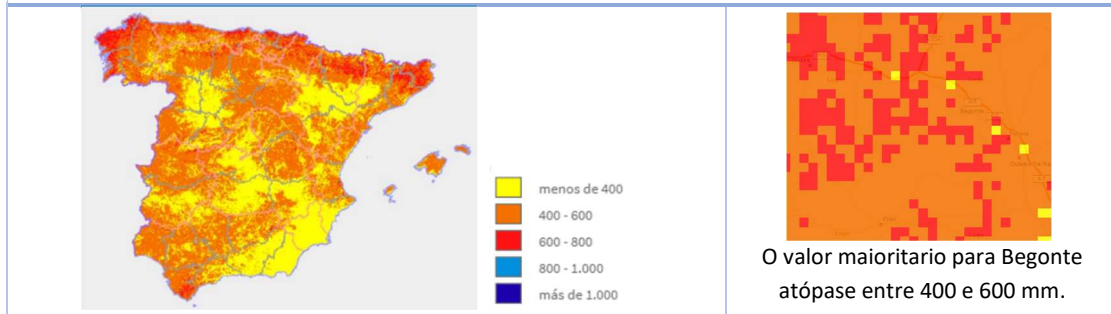 menos de 400
400 - 600
600 - 800
800 - 1.000
más de 1.000
O valor maioritario para Begonte
atópase entre 400 e 600 mm.